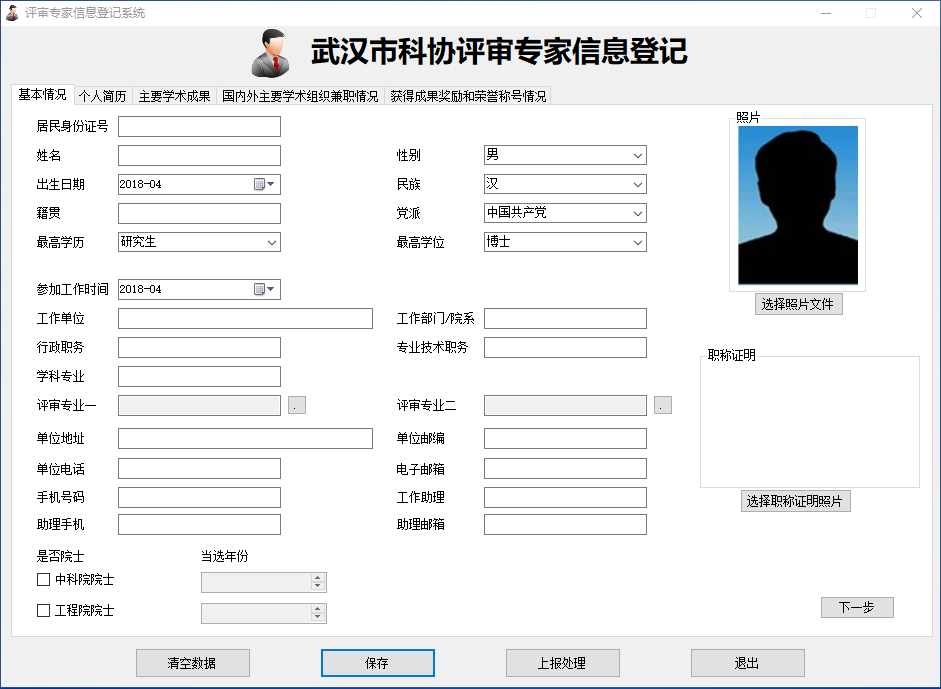 评审专家信息登记系统
武汉市科协评审专家信息登记
基本情况 个人简历 主要学术成果 国内外主要学术组织兼职情况 获得成果奖励和荣誉称号情况
居民身份证号 照片
姓名 性别 男
出生日期 2018-04 民族 汉
籍贯 党派 中国共产党
最高学历 研究生 最高学位 博士
参加工作时间 2018-04 选择照片文件
工作单位 工作部门/院系
行政职务 专业技术职务 职称证明
学科专业
评审专业一 . 评审专业二 .
单位地址 单位邮编
单位电话 电子邮箱
手机号码 工作助理 选择职称证明照片
助理手机 助理邮箱
是否院士 当选年份
中科院院士
工程院院士 下一步
清空数据 保存 上报处理 退出